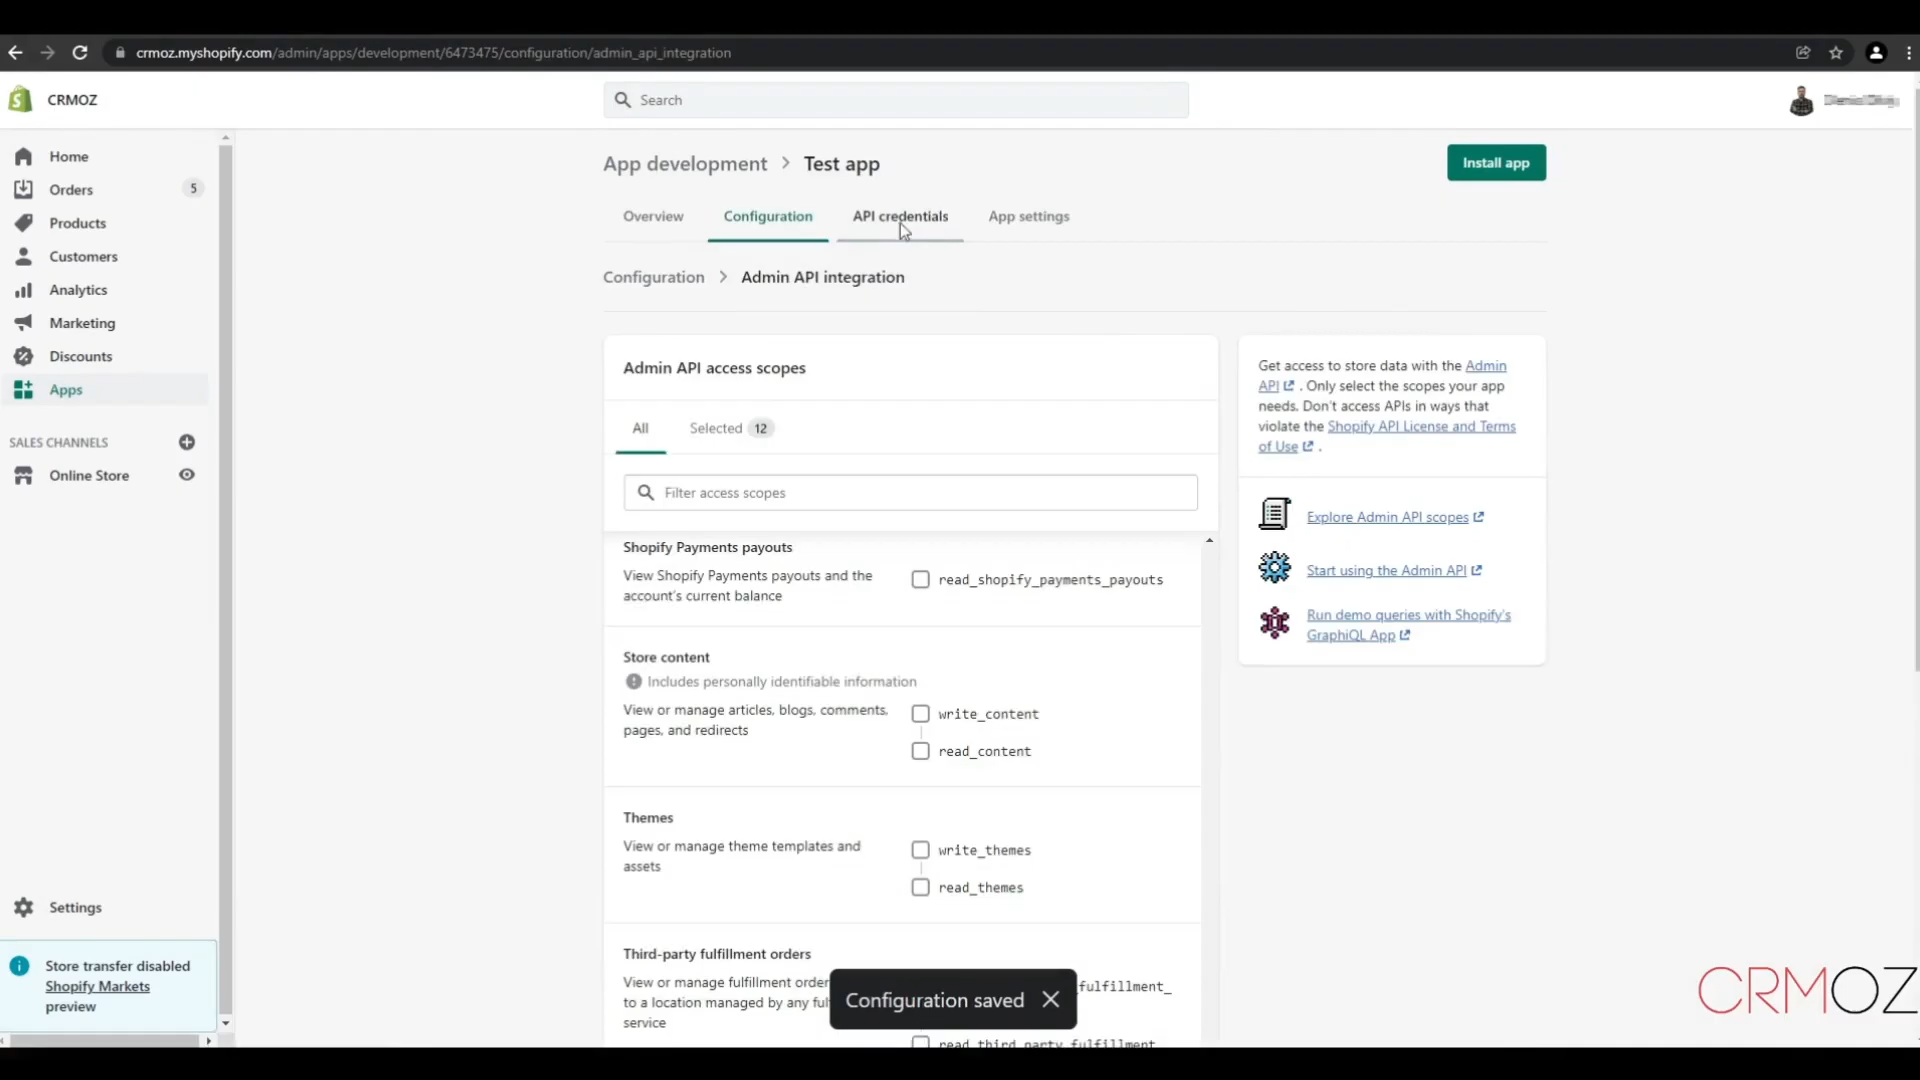 crmoz.myshopify.com/admin/apps/development/6473475/configuration/admin_api_integration
CRMOZ
Search
Home
Orders 5
Products
Customers
Analytics
Marketing
Discounts
Apps
SALES CHANNELS
Online Store
Settings
Store transfer disabled
Shopify Markets
preview
App development > Test app
Install app
Overview Configuration API credentials App settings
Configuration > Admin API integration
Admin API access scopes
All Selected 12
Filter access scopes
Shopify Payments payouts
View Shopify Payments payouts and the
account's current balance
read_shopify_payments_payouts
Store content
Includes personally identifiable information
View or manage articles, blogs, comments,
pages, and redirects
write_content
read_content
Themes
View or manage theme templates and
assets
write_themes
read_themes
Third-party fulfillment orders
View or manage fulfillment order
to a location managed by any ful
service
_fulfillment_
read_third_party_fulfillment_
Configuration saved
Get access to store data with the Admin
API . Only select the scopes your app
needs. Don't access APIs in ways that
violate the Shopify API License and Terms
of Use .
Explore Admin API scopes
Start using the Admin API
Run demo queries with Shopify's
GraphiQL App
CRMOZ